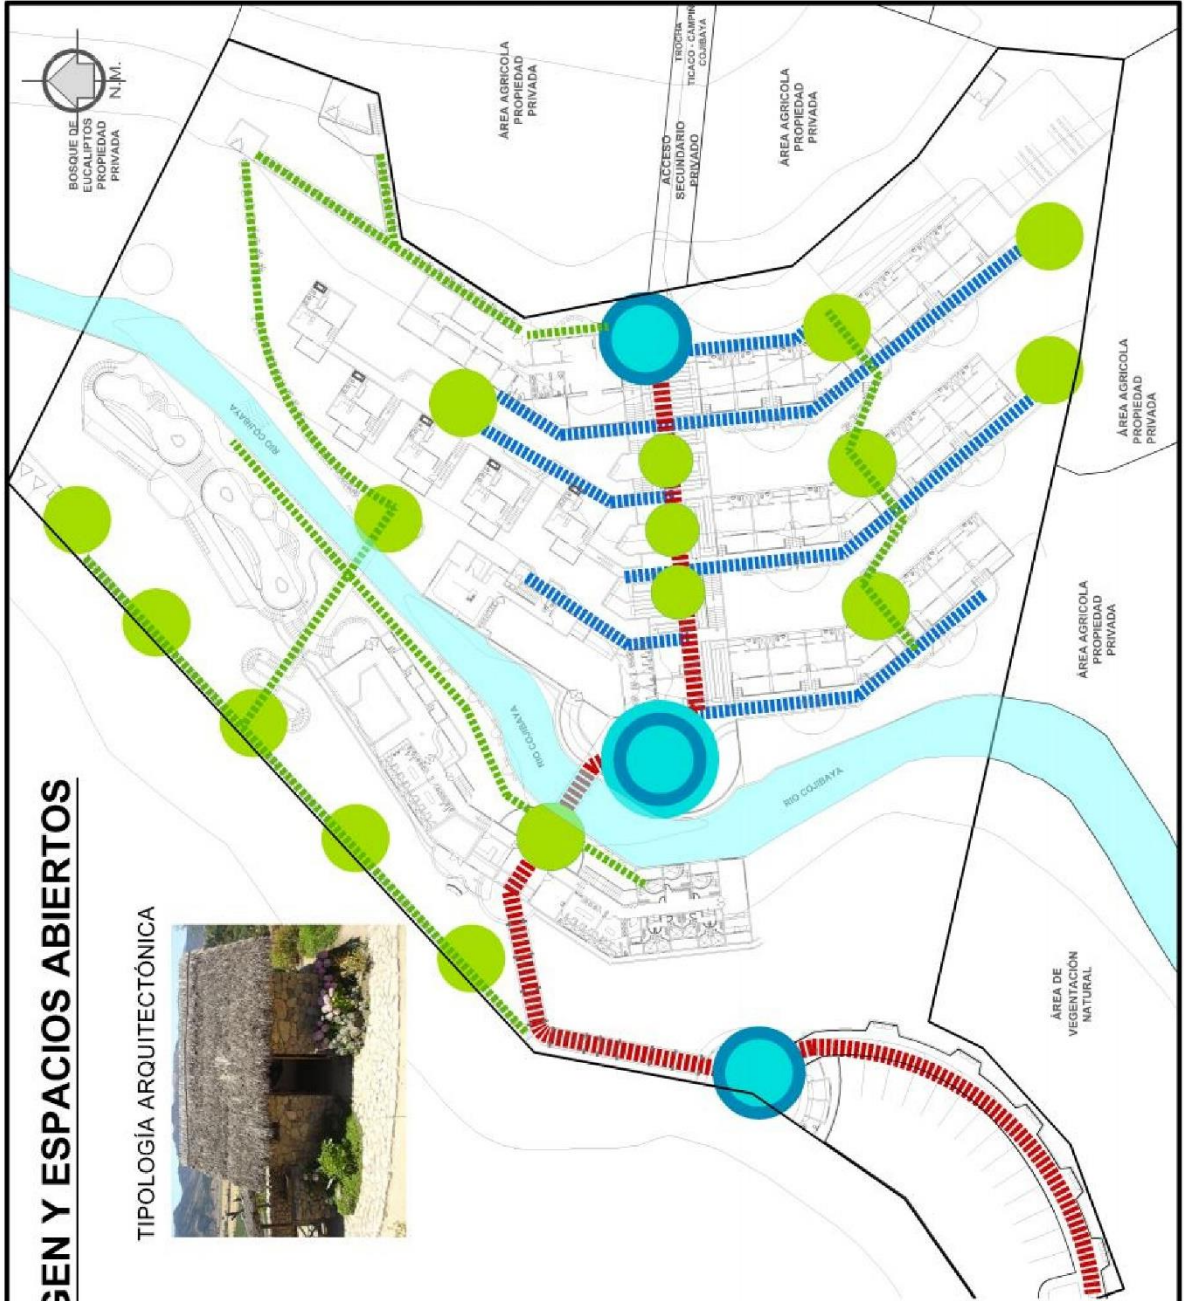 GEN Y ESPACIOS ABIERTOS
TIPOLOGÍA ARQUITECTÓNICA
N.M.
BOSQUE DE
EUCALIPTOS
PROPIEDAD
PRIVADA
ÁREA AGRICOLA
PROPIEDAD
PRIVADA
TROCHA
TICACO - CAMPIÑ
COJIBAYA
ACCESO
SECUNDARIO
PRIVADO
ÁREA AGRICOLA
PROPIEDAD
PRIVADA
ÁREA AGRICOLA
PROPIEDAD
PRIVADA
ÁREA AGRICOLA
PROPIEDAD
PRIVADA
RIO COJIBAYA
RIO COJIBAYA
RIO COJIBAYA
ÁREA DE
VEGENTACIÓN
NATURAL